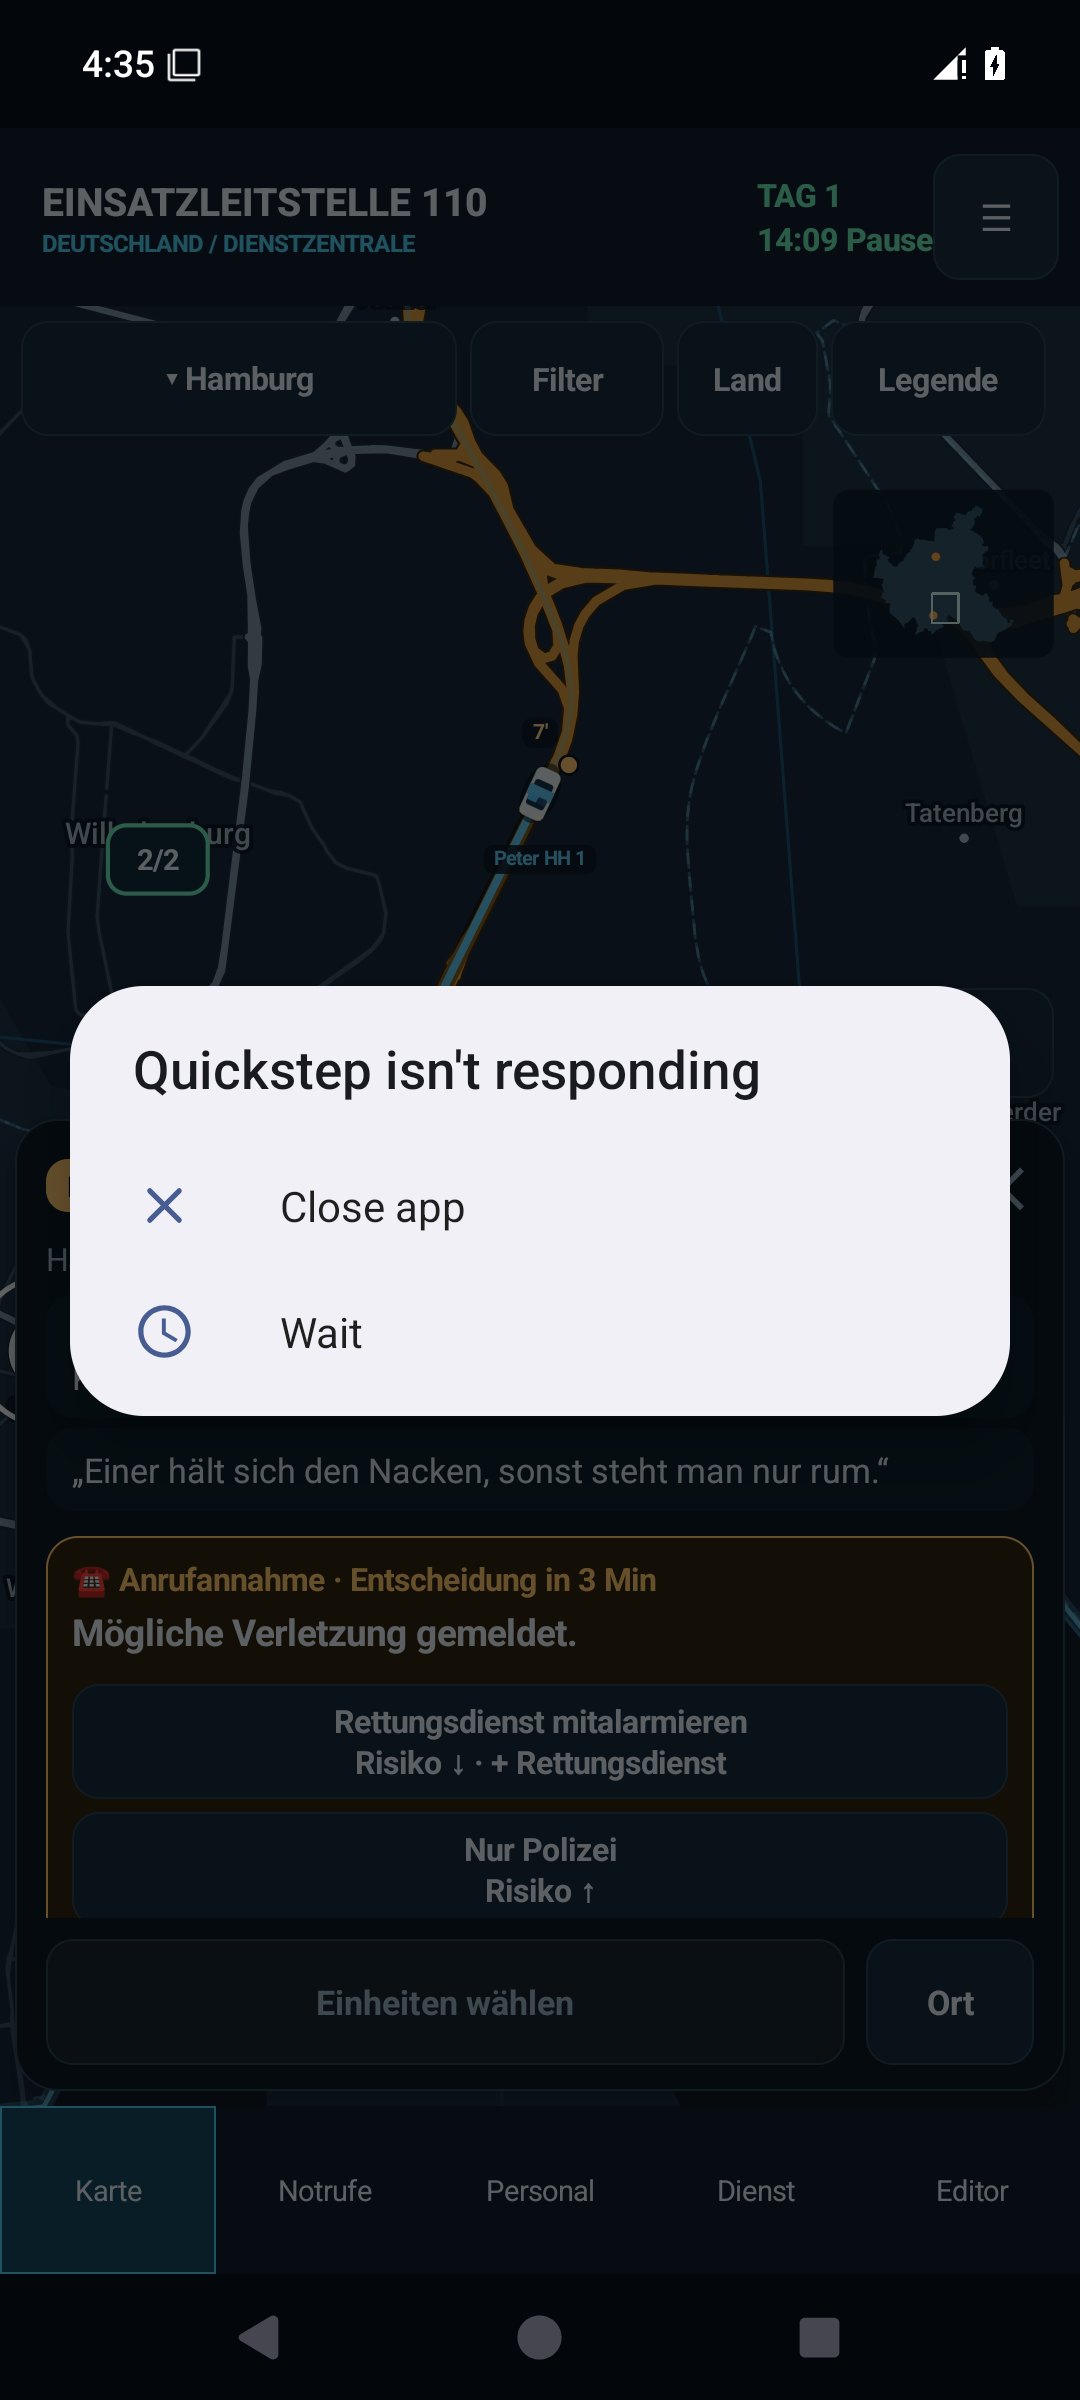 4:35
EINSATZLEITSTELLE 110
DEUTSCHLAND / DIENSTZENTRALE
TAG 1
14:09 Pause
▾ Hamburg
Filter
Land
Legende
7'
Tatenberg
2/2
Peter HH 1
Quickstep isn't responding
Close app
Wait
„Einer hält sich den Nacken, sonst steht man nur rum.“
☎ Anrufannahme · Entscheidung in 3 Min
Mögliche Verletzung gemeldet.
Rettungsdienst mitalarmieren
Risiko ↓ · + Rettungsdienst
Nur Polizei
Risiko ↑
Einheiten wählen
Ort
Karte
Notrufe
Personal
Dienst
Editor